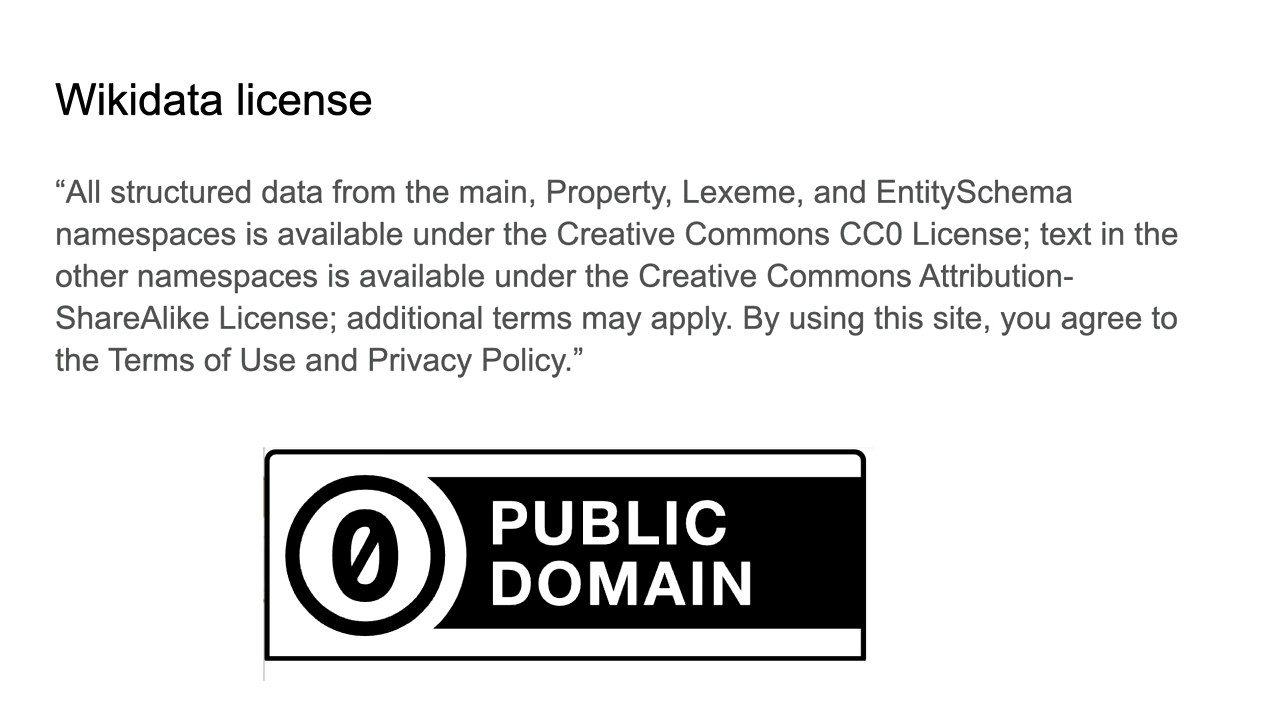 Wikidata license
“All structured data from the main, Property, Lexeme, and EntitySchema
namespaces is available under the Creative Commons CC0 License; text in the
other namespaces is available under the Creative Commons Attribution-
ShareAlike License; additional terms may apply. By using this site, you agree to
the Terms of Use and Privacy Policy.”
0
PUBLIC
DOMAIN